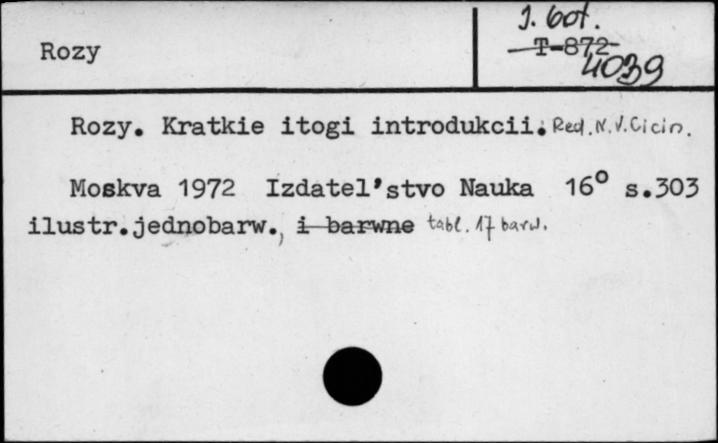 J. bot.
Rozy
T-872
4039
Rozy. Kratkie itogi introdukcii. Red. N.V. Cicin.
Moskva 1972 Izdatel'stvo Nauka 16° s.303
ilustr.jednobarw., i barwne tabl. 17 barw.